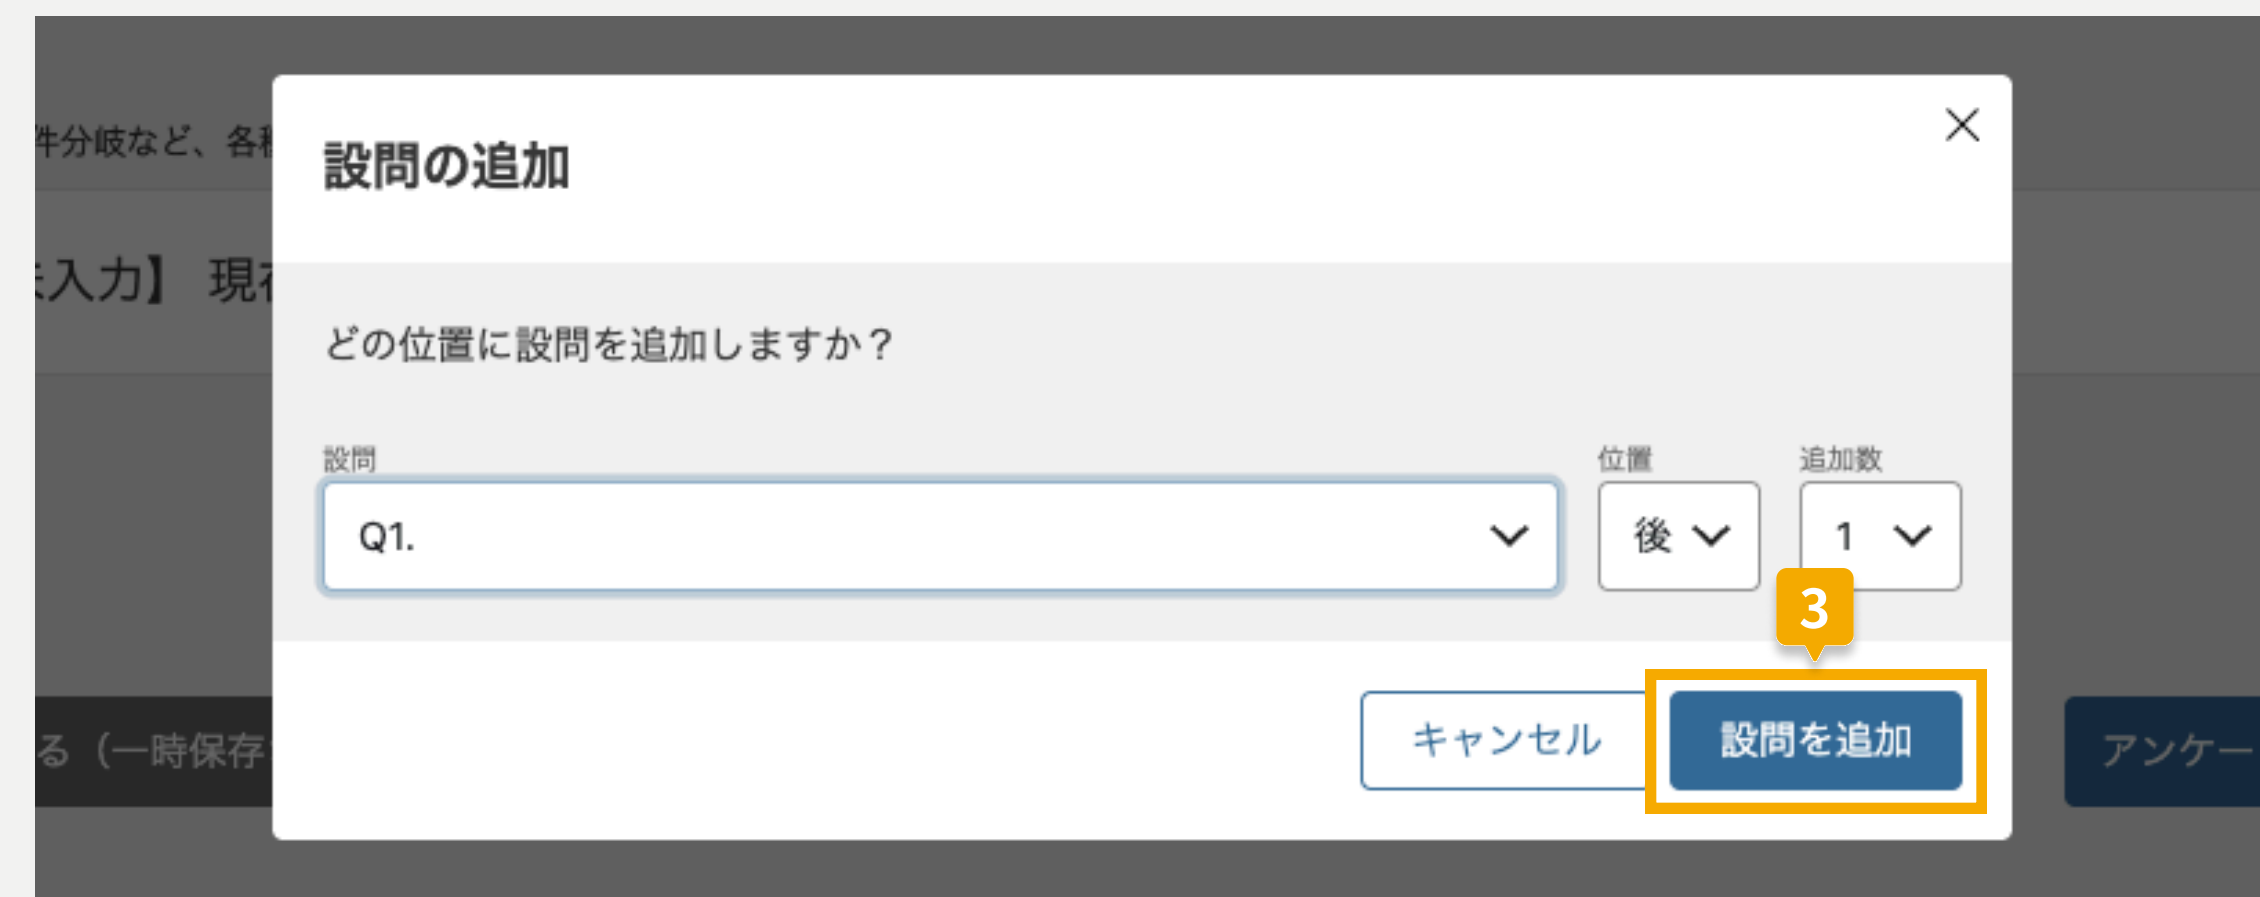 件分岐など、各種
設問の追加
入力】 現在
どの位置に設問を追加しますか？
設問 位置 追加数
Q1. 後 1
3
キャンセル 設問を追加
る（一時保存 アンケー